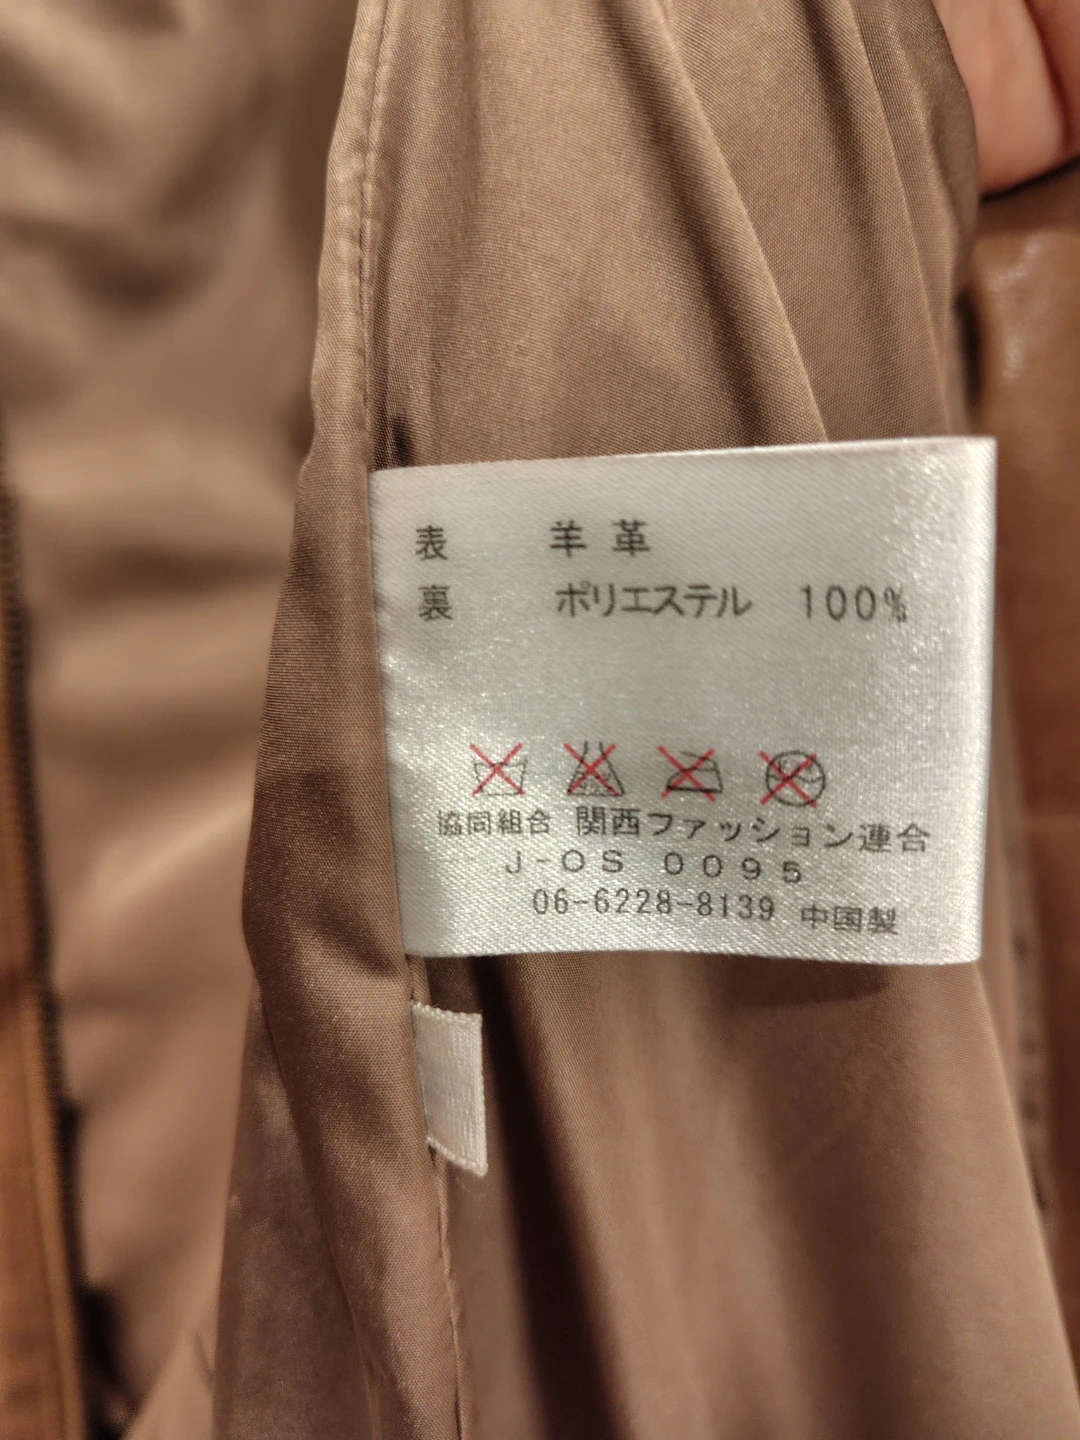 表 羊革
裏 ポリエステル 100%
協同組合 関西ファッション連合
J-OS 0095
06-6228-8139 中国製